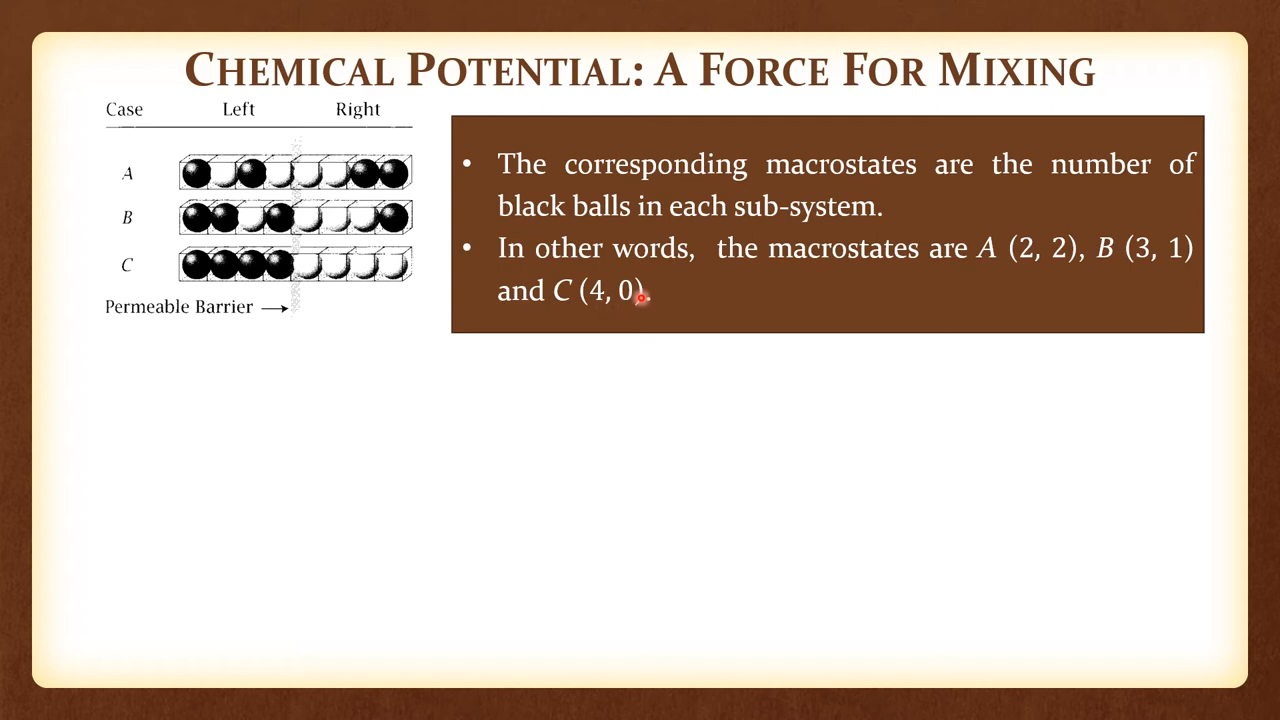 CHEMICAL POTENTIAL: A FORCE FOR MIXING
Case Left Right
A
B
C
Permeable Barrier →
• The corresponding macrostates are the number of
black balls in each sub-system.
• In other words, the macrostates are A (2, 2), B (3, 1)
and C (4, 0).